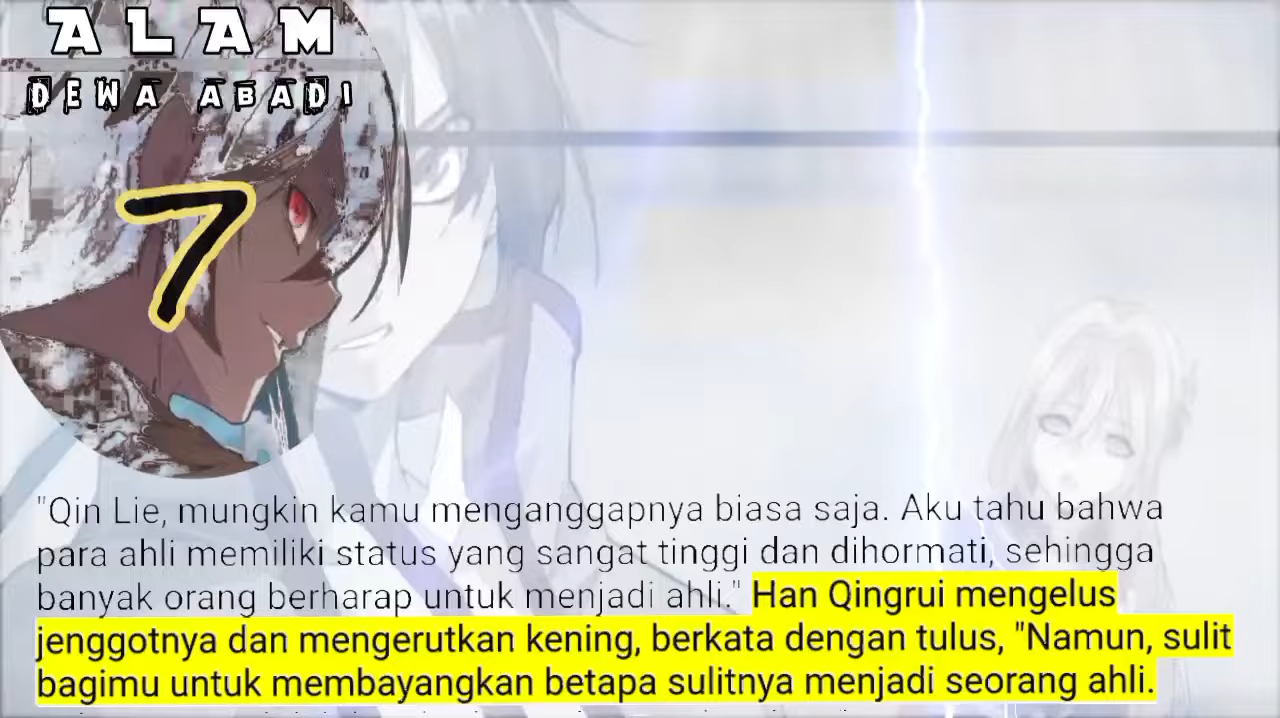 ALAM
DEWA ABADI
7
"Qin Lie, mungkin kamu menganggapnya biasa saja. Aku tahu bahwa
para ahli memiliki status yang sangat tinggi dan dihormati, sehingga
banyak orang berharap untuk menjadi ahli." Han Qingrui mengelus
jenggotnya dan mengerutkan kening, berkata dengan tulus, "Namun, sulit
bagimu untuk membayangkan betapa sulitnya menjadi seorang ahli.